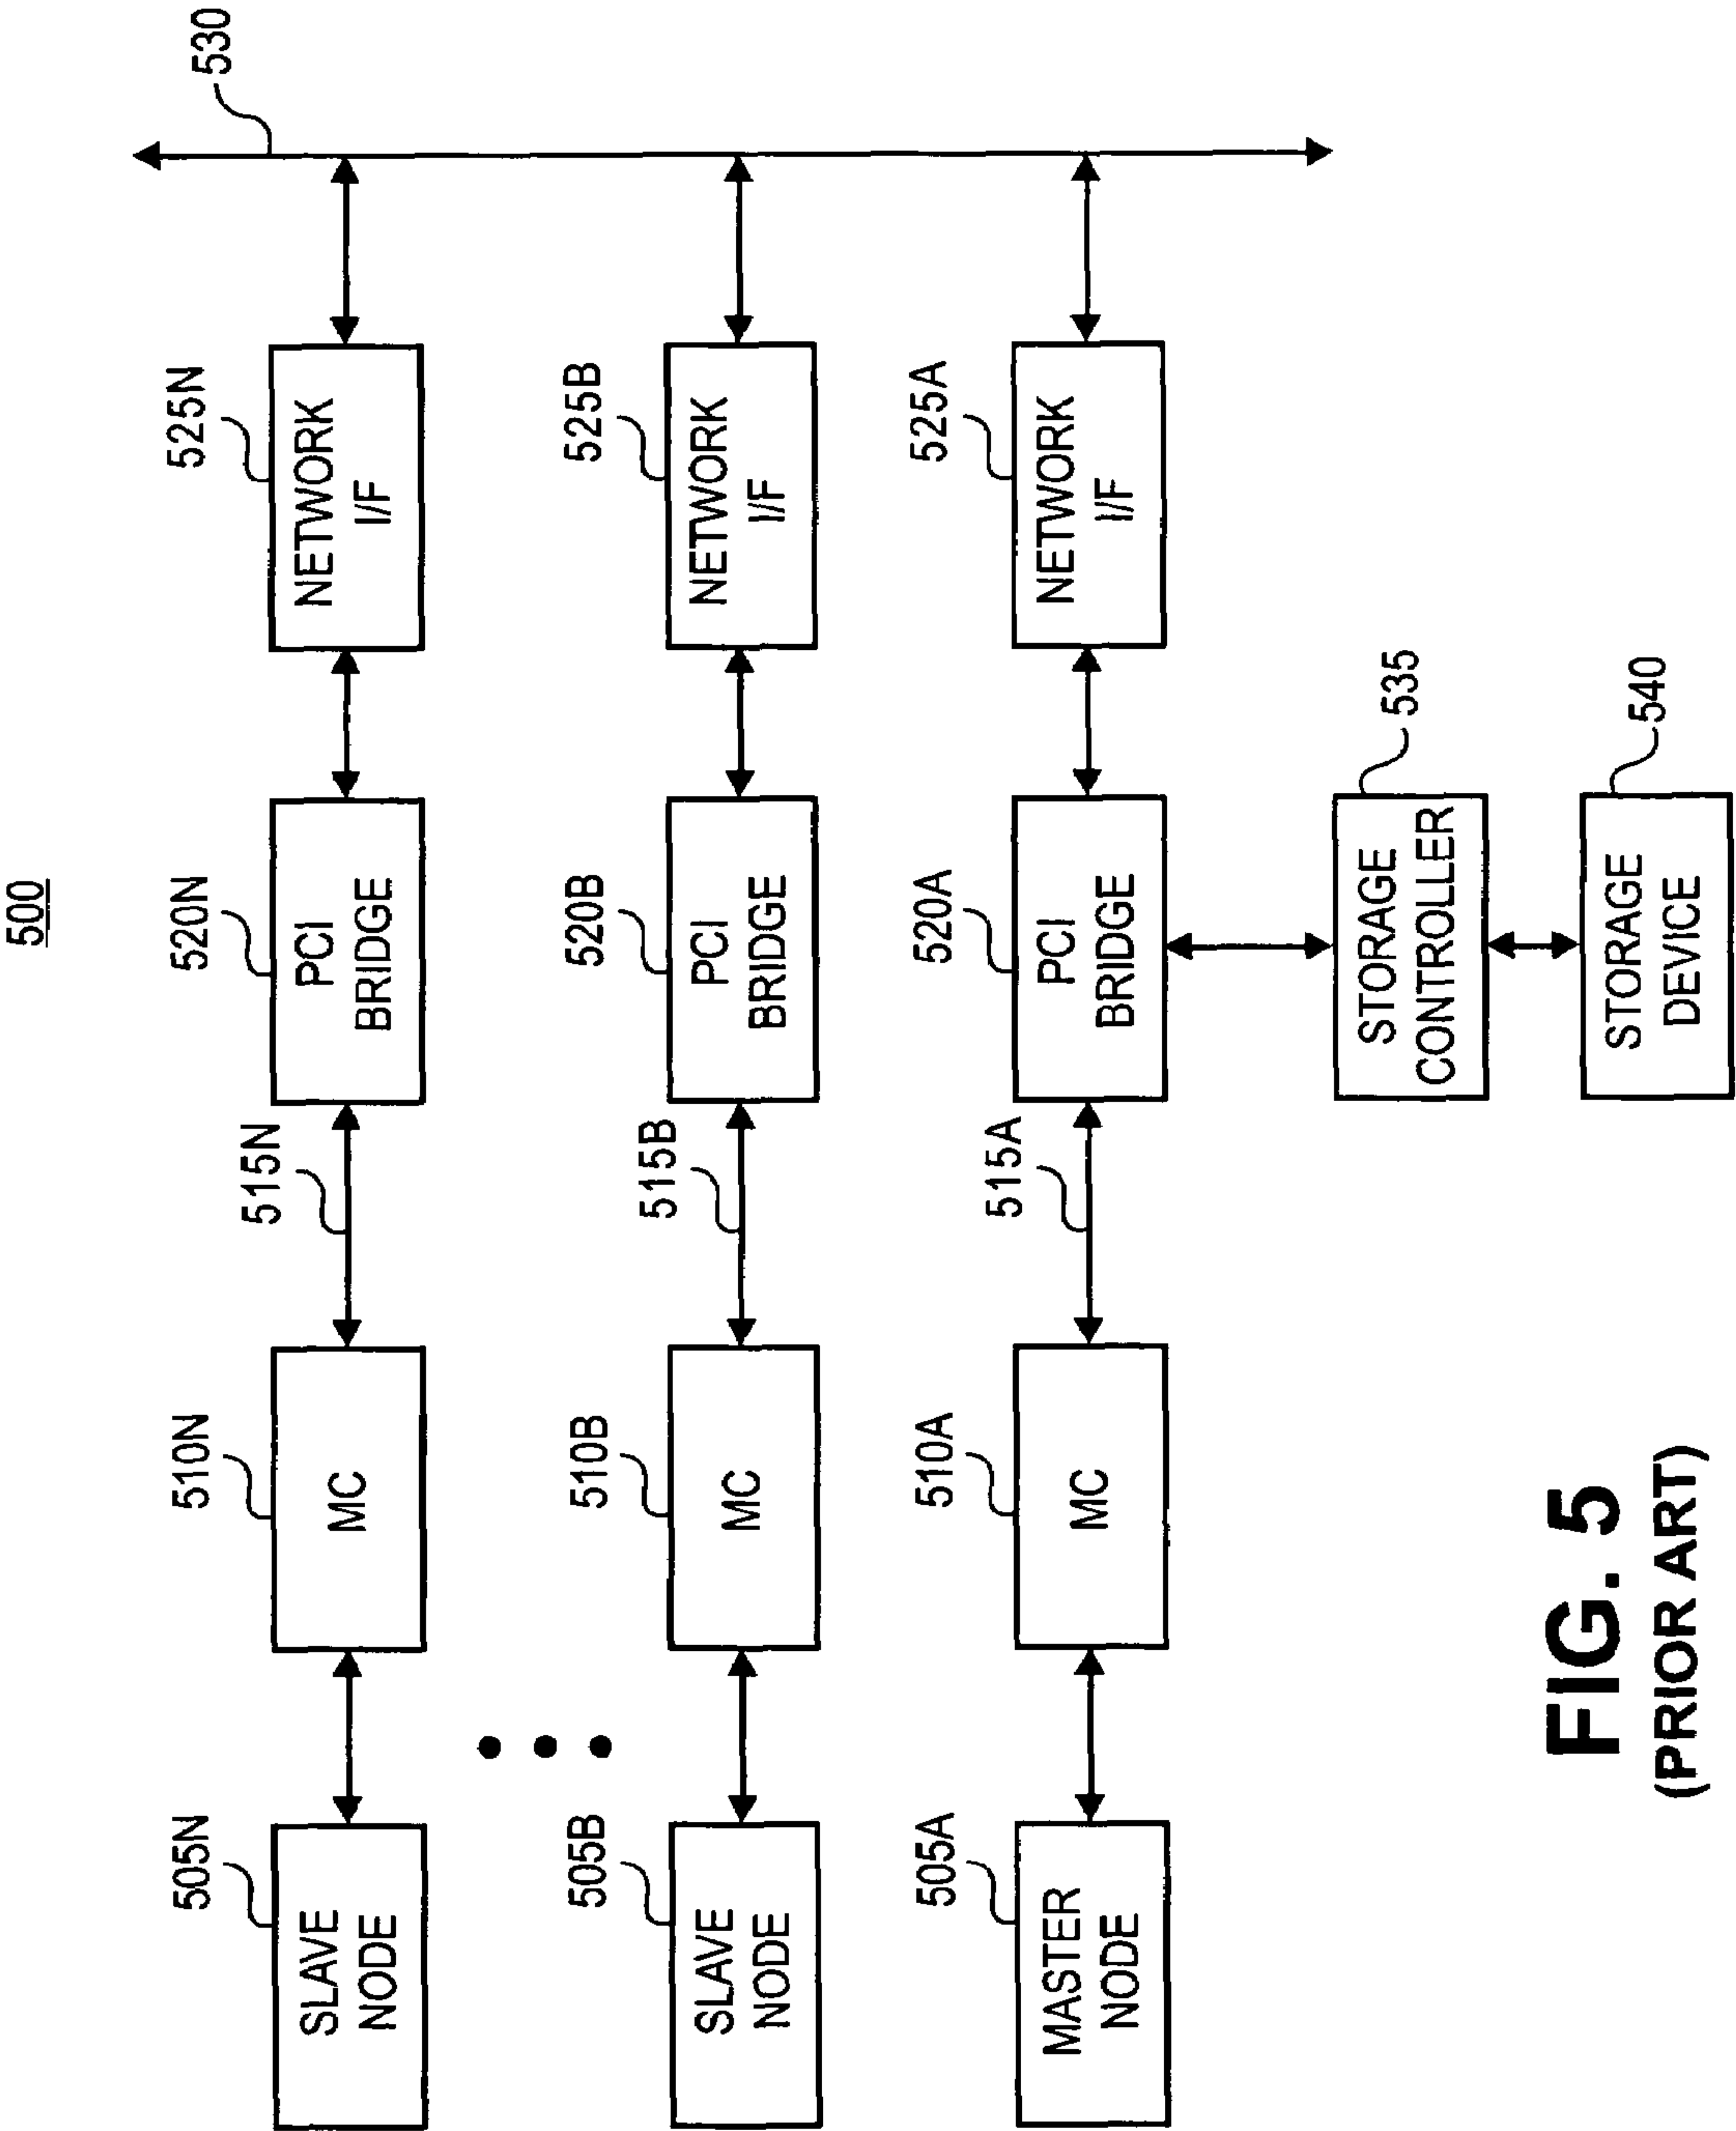 500
505N
510N
515N
520N
525N
530
SLAVE
NODE
MC
PCI
BRIDGE
NETWORK
I/F
505B
510B
515B
520B
525B
SLAVE
NODE
MC
PCI
BRIDGE
NETWORK
I/F
505A
510A
515A
520A
525A
MASTER
NODE
MC
PCI
BRIDGE
NETWORK
I/F
535
STORAGE
CONTROLLER
540
STORAGE
DEVICE
FIG. 5
(PRIOR ART)